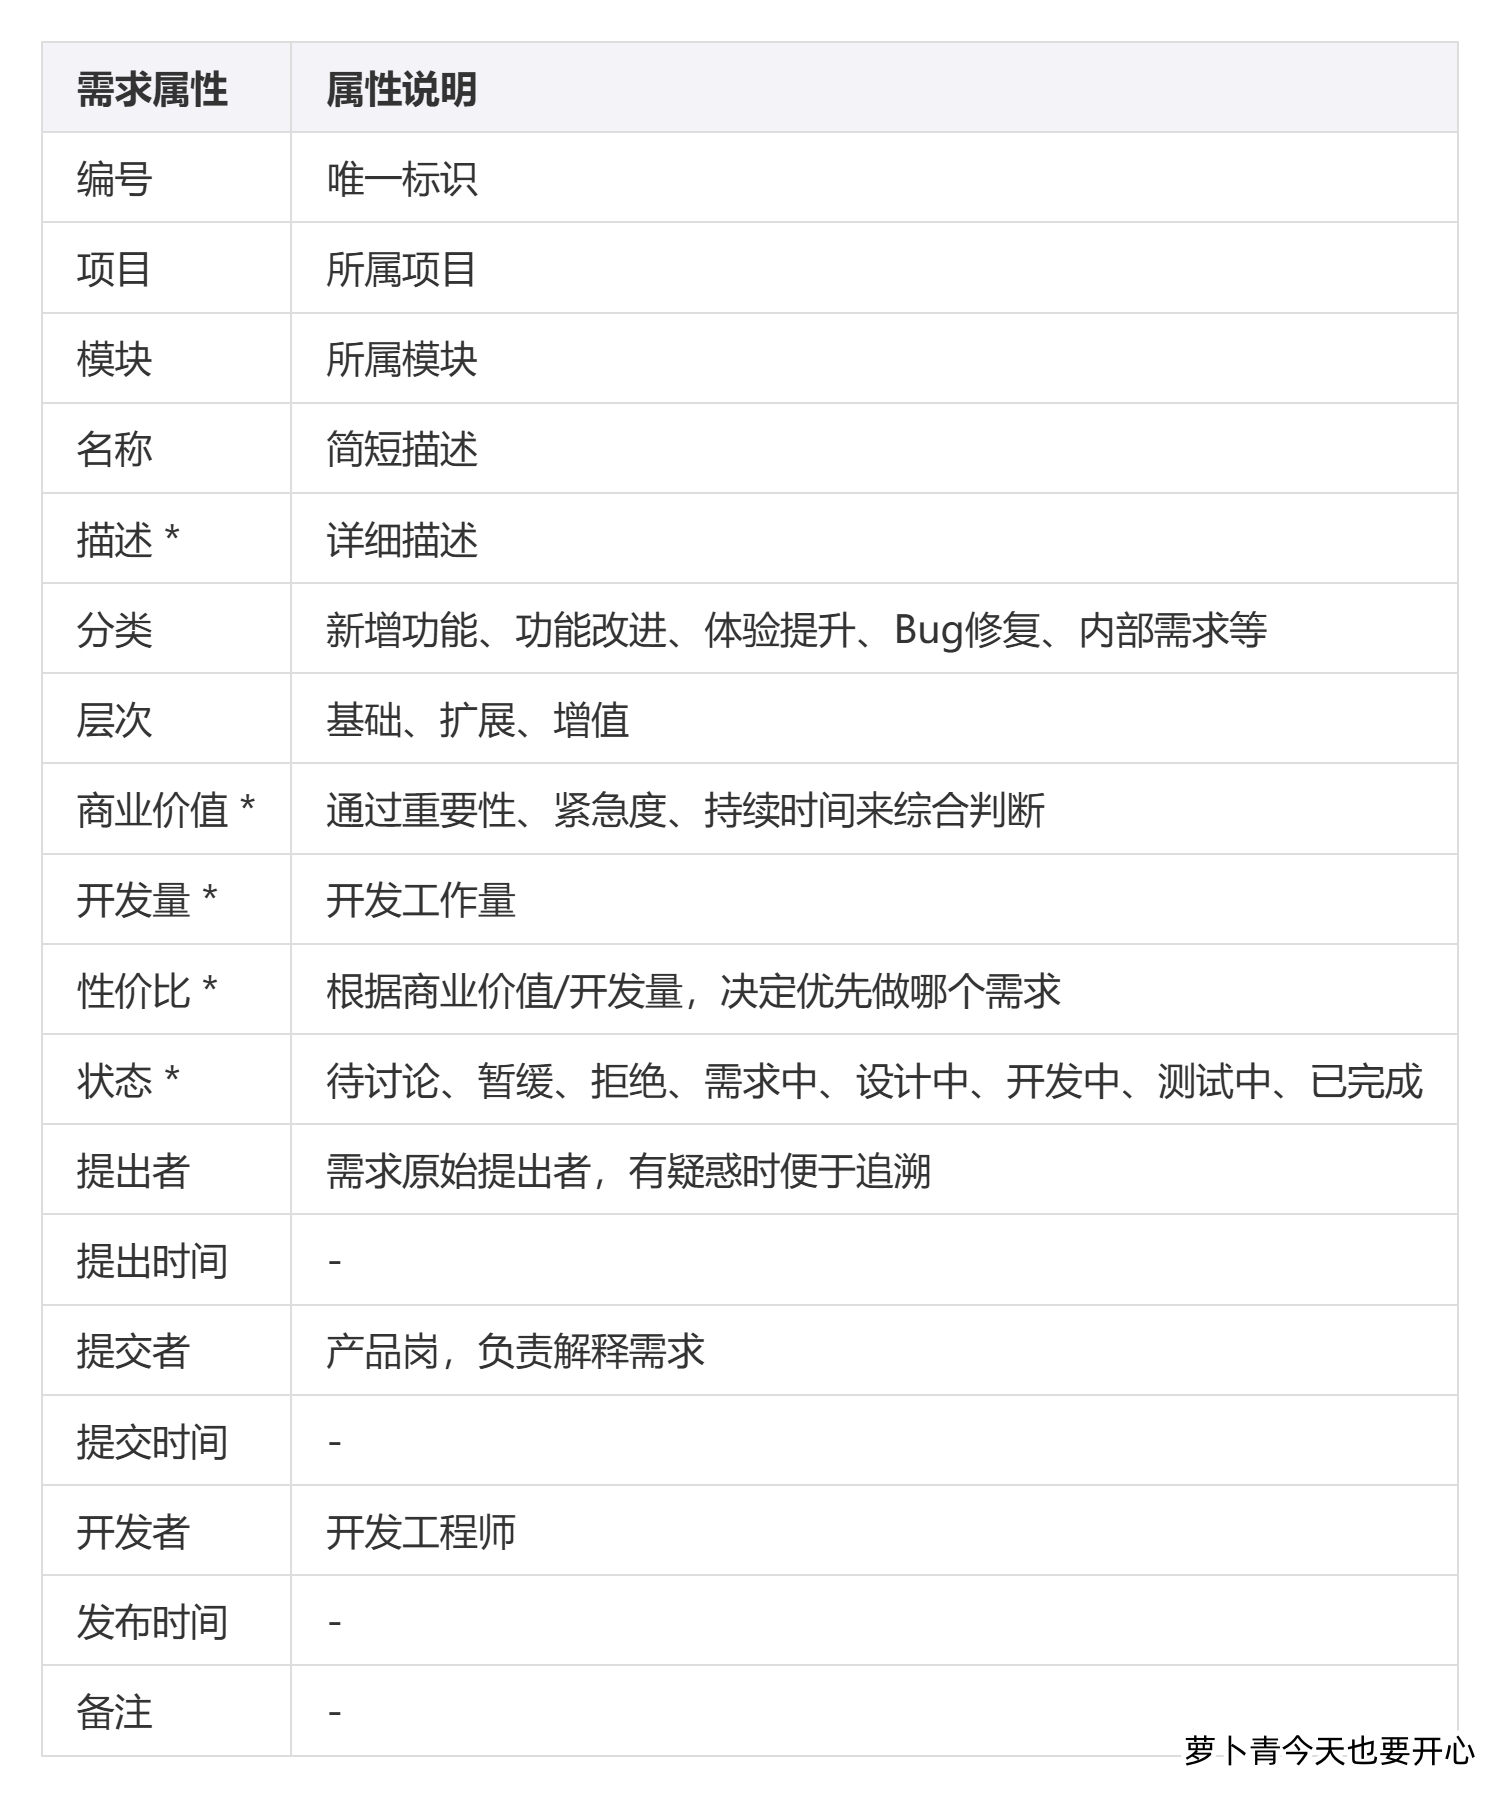 需求属性 属性说明
编号 唯一标识
项目 所属项目
模块 所属模块
名称 简短描述
描述 * 详细描述
分类 新增功能、功能改进、体验提升、Bug修复、内部需求等
层次 基础、扩展、增值
商业价值 * 通过重要性、紧急度、持续时间来综合判断
开发量 * 开发工作量
性价比 * 根据商业价值/开发量，决定优先做哪个需求
状态 * 待讨论、暂缓、拒绝、需求中、设计中、开发中、测试中、已完成
提出者 需求原始提出者，有疑惑时便于追溯
提出时间 -
提交者 产品岗，负责解释需求
提交时间 -
开发者 开发工程师
发布时间 -
备注 -
萝卜青今天也要开心